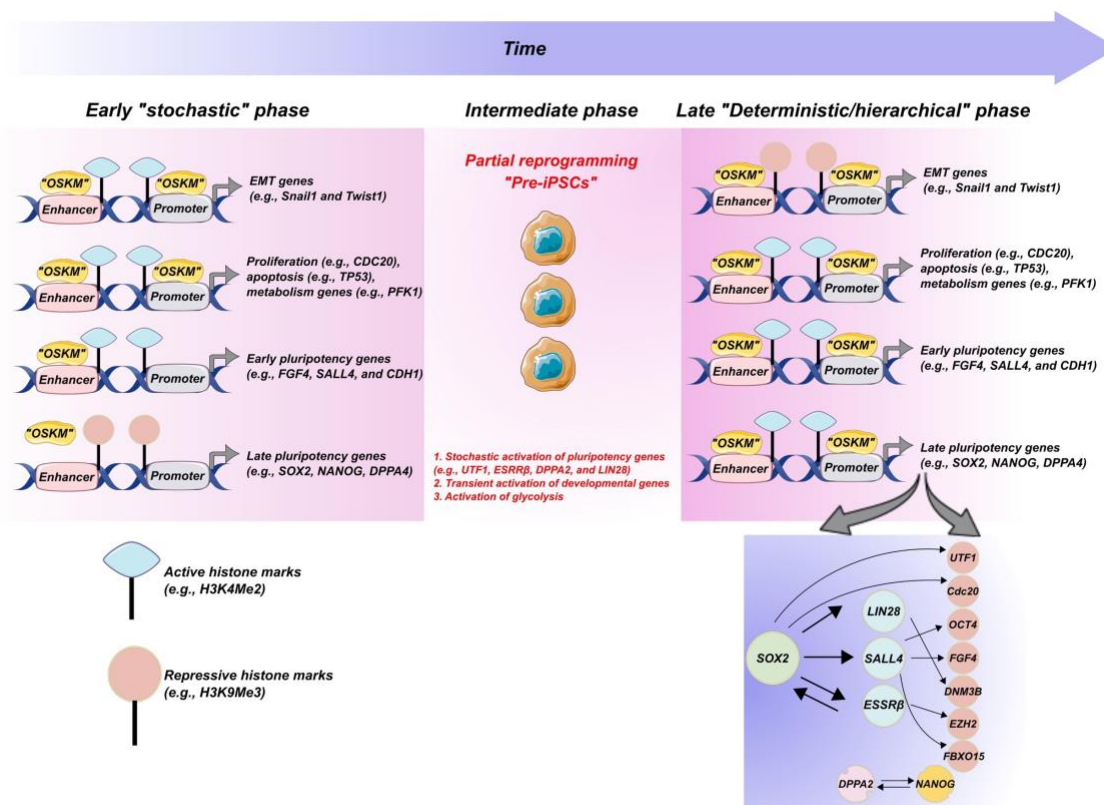 Time
Early "stochastic" phase
Intermediate phase
Late "Deterministic/hierarchical" phase
"OSKM"
"OSKM"
Enhancer
Promoter
EMT genes
(e.g., Snail1 and Twist1)
"OSKM"
"OSKM"
Enhancer
Promoter
Proliferation (e.g., CDC20),
apoptosis (e.g., TP53),
metabolism genes (e.g., PFK1)
"OSKM"
Enhancer
Promoter
Early pluripotency genes
(e.g., FGF4, SALL4, and CDH1)
"OSKM"
Enhancer
Promoter
Late pluripotency genes
(e.g., SOX2, NANOG, DPPA4)
Partial reprogramming
"Pre-iPSCs"
1. Stochastic activation of pluripotency genes
(e.g., UTF1, ESRRβ, DPPA2, and LIN28)
2. Transient activation of developmental genes
3. Activation of glycolysis
"OSKM"
"OSKM"
Enhancer
Promoter
EMT genes
(e.g., Snail1 and Twist1)
"OSKM"
"OSKM"
Enhancer
Promoter
Proliferation (e.g., CDC20),
apoptosis (e.g., TP53),
metabolism genes (e.g., PFK1)
"OSKM"
"OSKM"
Enhancer
Promoter
Early pluripotency genes
(e.g., FGF4, SALL4, and CDH1)
"OSKM"
"OSKM"
Enhancer
Promoter
Late pluripotency genes
(e.g., SOX2, NANOG, DPPA4)
Active histone marks
(e.g., H3K4Me2)
Repressive histone marks
(e.g., H3K9Me3)
SOX2
LIN28
SALL4
ESSRβ
UTF1
Cdc20
OCT4
FGF4
DNM3B
EZH2
FBXO15
DPPA2
NANOG